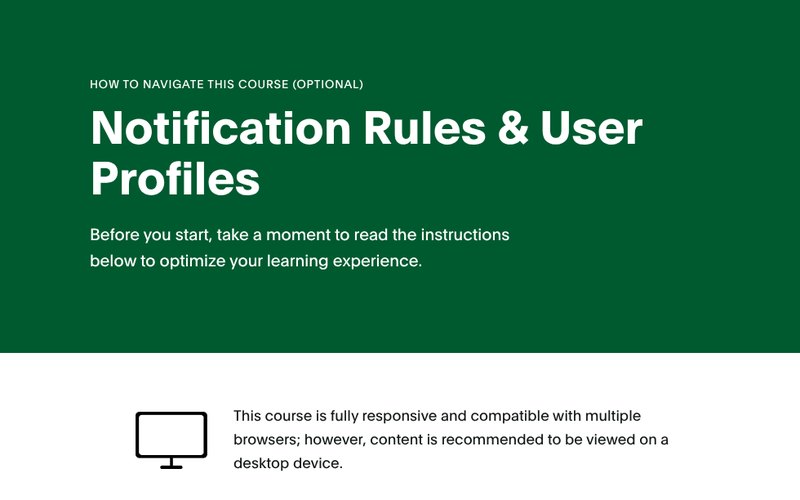 HOW TO NAVIGATE THIS COURSE (OPTIONAL)
Notification Rules & User
Profiles
Before you start, take a moment to read the instructions
below to optimize your learning experience.
This course is fully responsive and compatible with multiple
browsers; however, content is recommended to be viewed on a
desktop device.